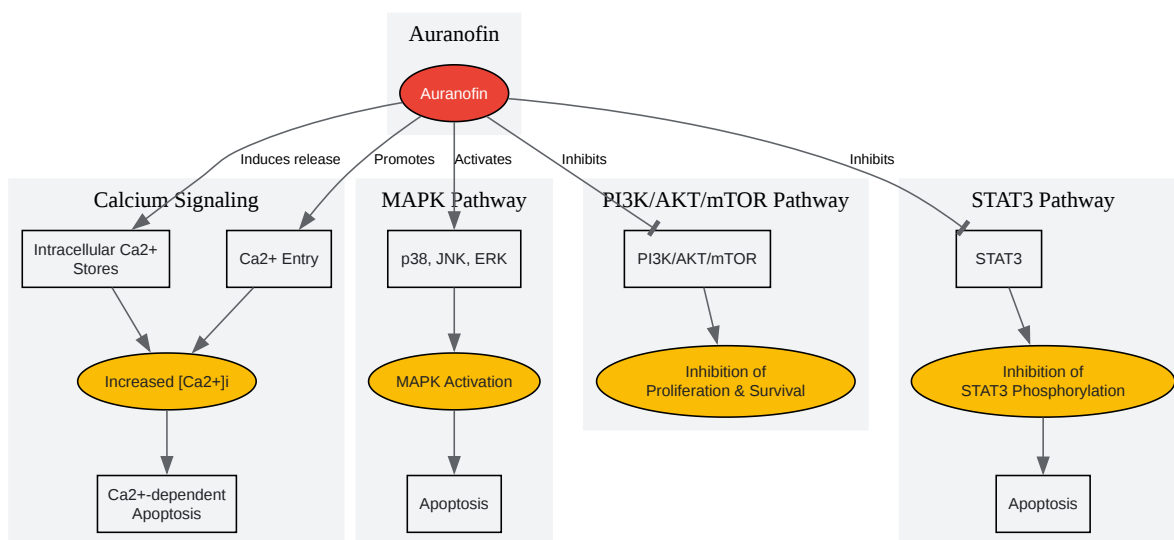 Auranofin
Auranofin
Induces release
Promotes
Activates
Inhibits
Inhibits
Calcium Signaling
MAPK Pathway
PI3K/AKT/mTOR Pathway
STAT3 Pathway
Intracellular Ca2+
Stores
Ca2+ Entry
p38, JNK, ERK
PI3K/AKT/mTOR
STAT3
Increased [Ca2+]i
MAPK Activation
Inhibition of
Proliferation & Survival
Inhibition of
STAT3 Phosphorylation
Ca2+-dependent
Apoptosis
Apoptosis
Apoptosis